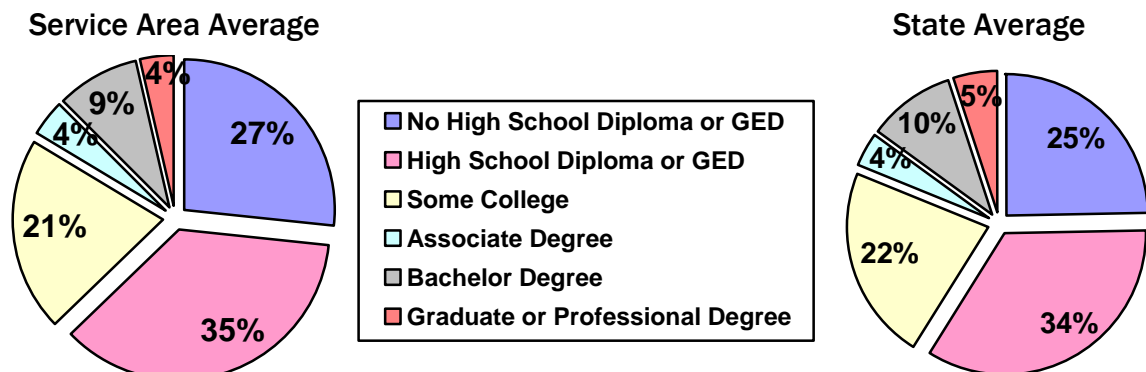 Service Area Average
4%
9%
27%
4%
21%
35%
No High School Diploma or GED
High School Diploma or GED
Some College
Associate Degree
Bachelor Degree
Graduate or Professional Degree
State Average
5%
10%
25%
4%
22%
34%